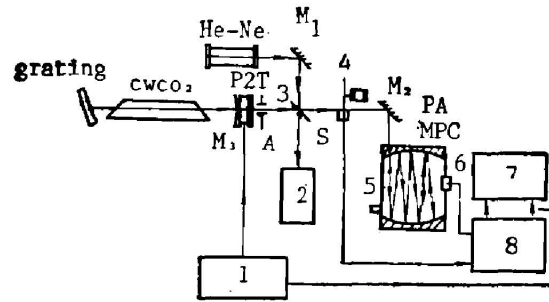 He-Ne M₁
grating CWCO₂ P2T 3 4 M₂
M₃ A S PA
MPC
2 5 6 7
1 8